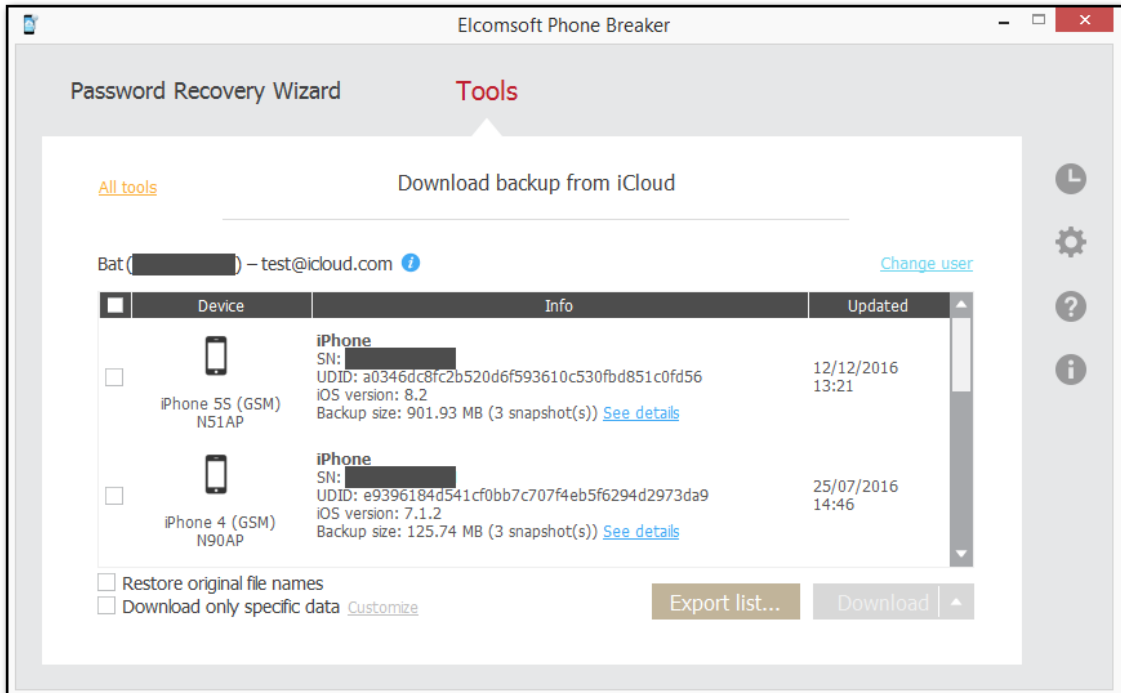 Elcomsoft Phone Breaker
Password Recovery Wizard
Tools
All tools
Download backup from iCloud
Bat ( ) – test@icloud.com
Change user
Device Info Updated
iPhone
SN:
UDID: a0346dc8fc2b520d6f593610c530fbd851c0fd56
iOS version: 8.2
Backup size: 901.93 MB (3 snapshot(s)) See details
iPhone 5S (GSM)
N51AP
12/12/2016
13:21
iPhone
SN:
UDID: e9396184d541cf0bb7c707f4eb5f6294d2973da9
iOS version: 7.1.2
Backup size: 125.74 MB (3 snapshot(s)) See details
iPhone 4 (GSM)
N90AP
25/07/2016
14:46
Restore original file names
Download only specific data Customize
Export list...
Download